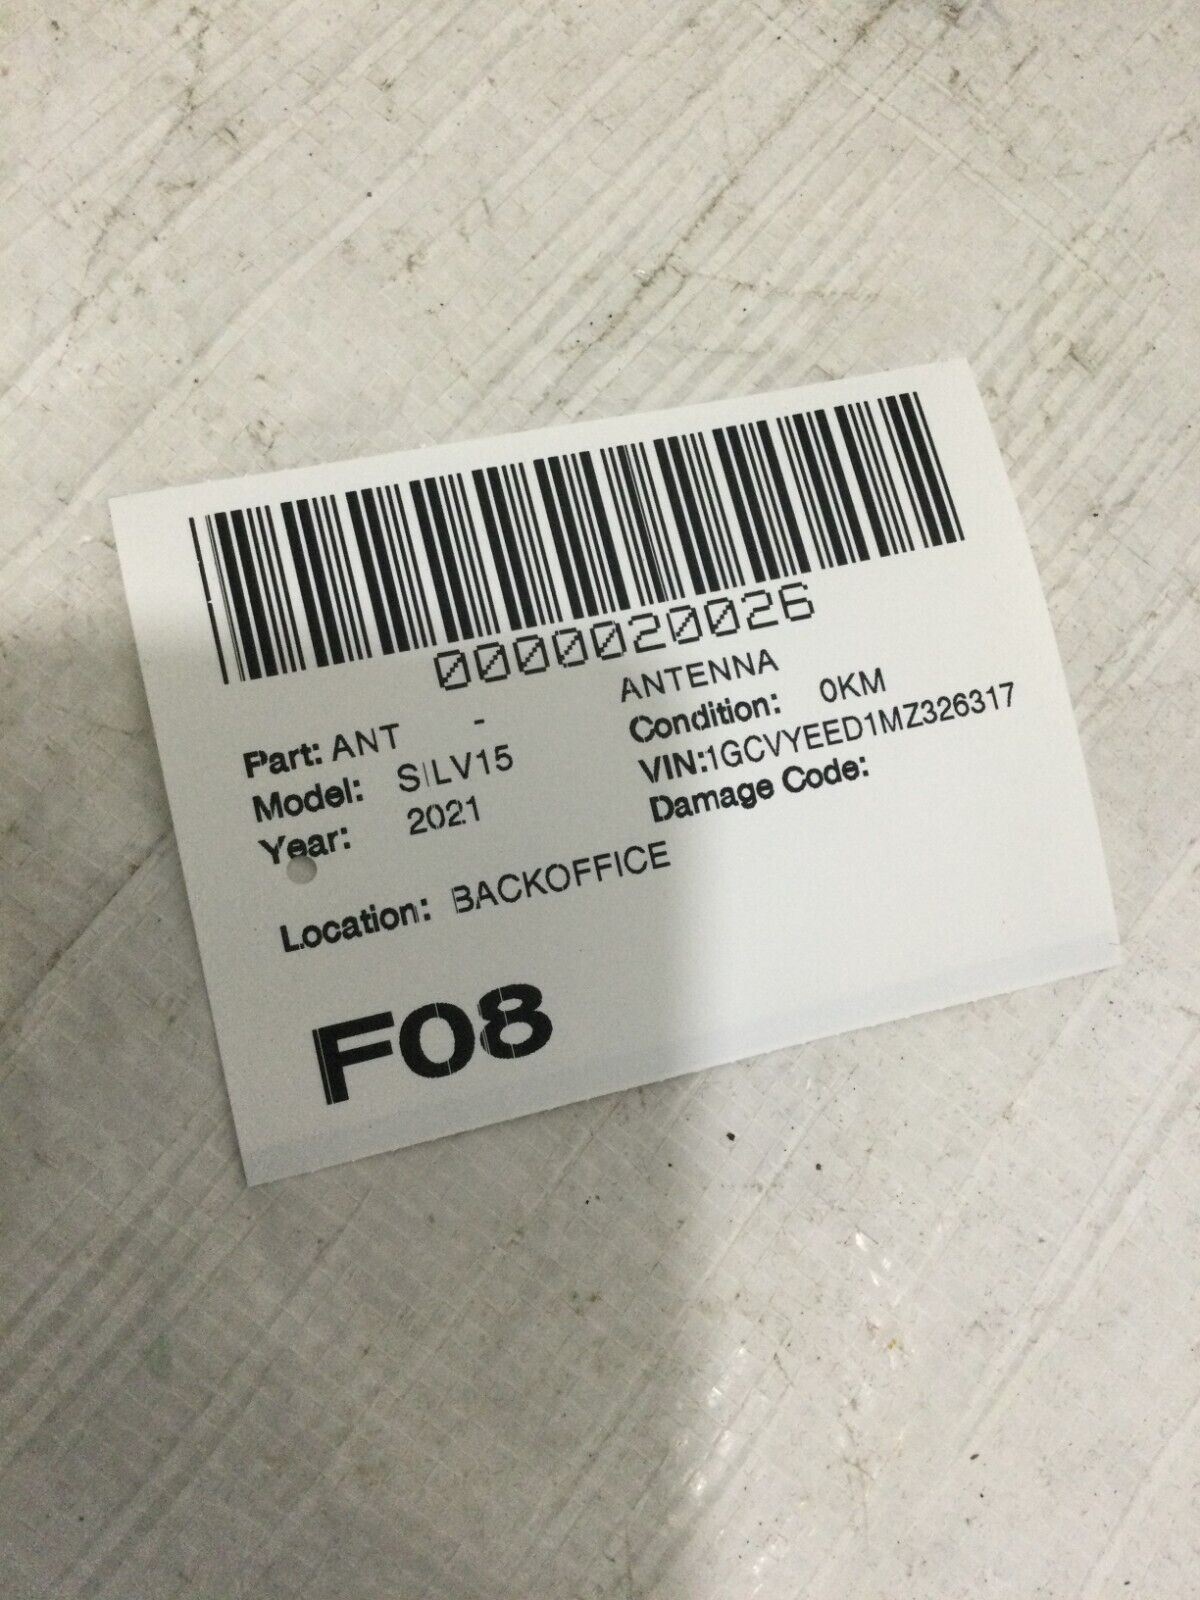 0000020026
Part: ANT - ANTENNA
Model: SILV15 Condition: 0KM
Year: 2021 VIN:1GCVYEED1MZ326317
Damage Code:
Location: BACKOFFICE
F08